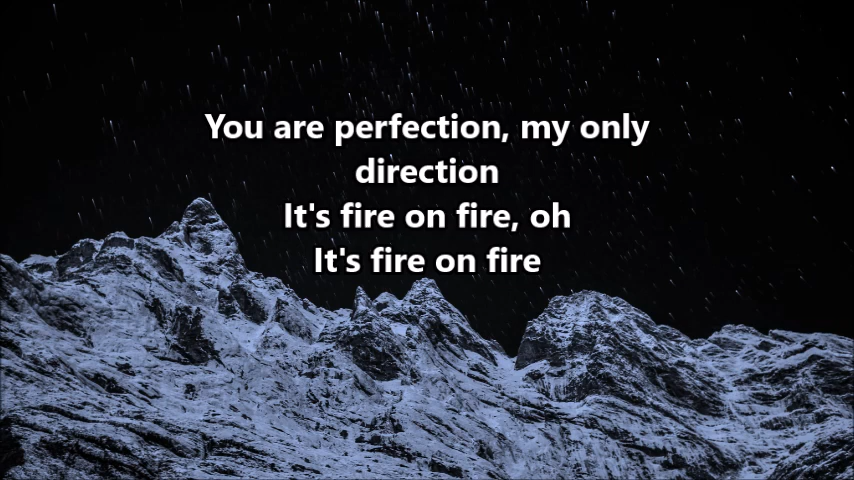 You are perfection, my only
direction
It's fire on fire, oh
It's fire on fire